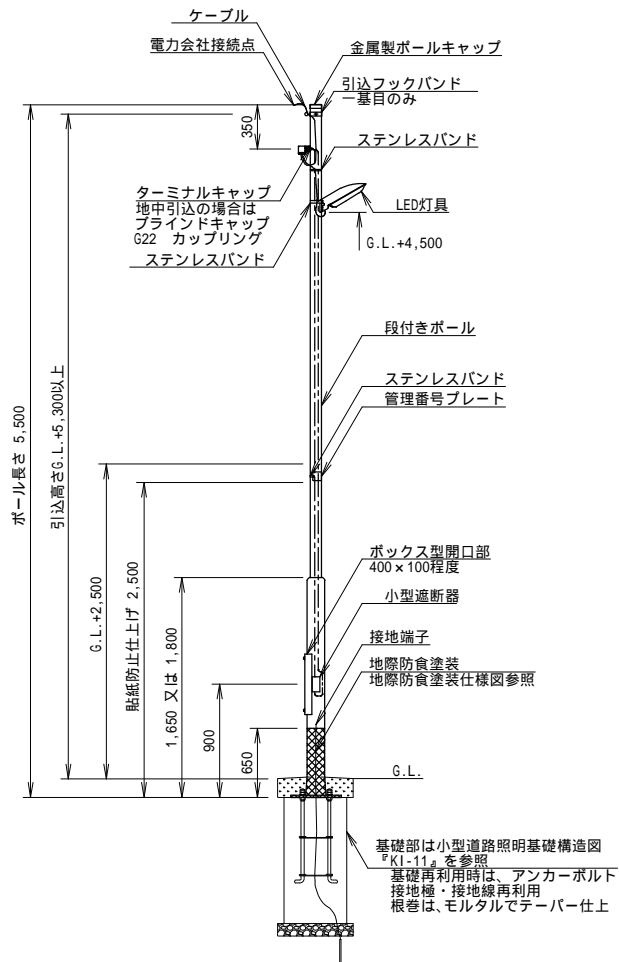 ケーブル
電力会社接続点
金属製ポールキャップ
引込フックバンド
一基目のみ
350
ステンレスバンド
ターミナルキャップ
地中引込の場合は
ブラインドキャップ
G22 カップリング
ステンレスバンド
LED灯具
G.L.+4,500
段付きポール
ステンレスバンド
管理番号プレート
ポール長さ 5,500
引込高さG.L.+5,300以上
G.L.+2,500
貼紙防止仕上げ 2,500
1,650 又は 1,800
900
650
ボックス型開口部
400×100程度
小型遮断器
接地端子
地際防食塗装
地際防食塗装仕様図参照
G.L.
基礎部は小型道路照明基礎構造図
『KI-11』を参照
基礎再利用時は、アンカーボルト
接地極・接地線再利用
根巻は、モルタルでテーパー仕上